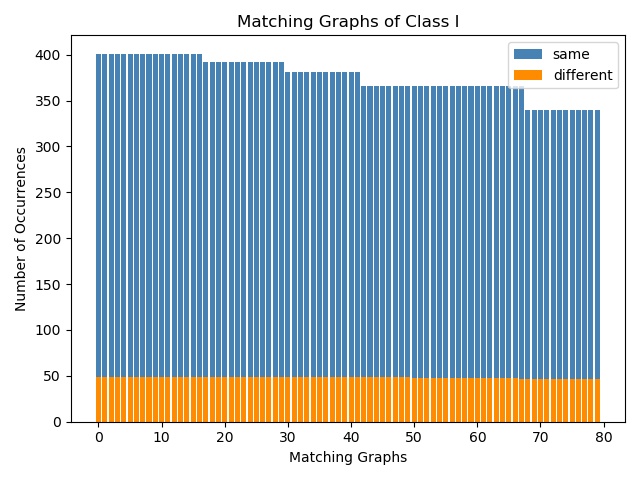 Matching Graphs of Class I
same
different
400
350
300
250
200
150
100
50
0
Number of Occurrences
0 10 20 30 40 50 60 70 80
Matching Graphs